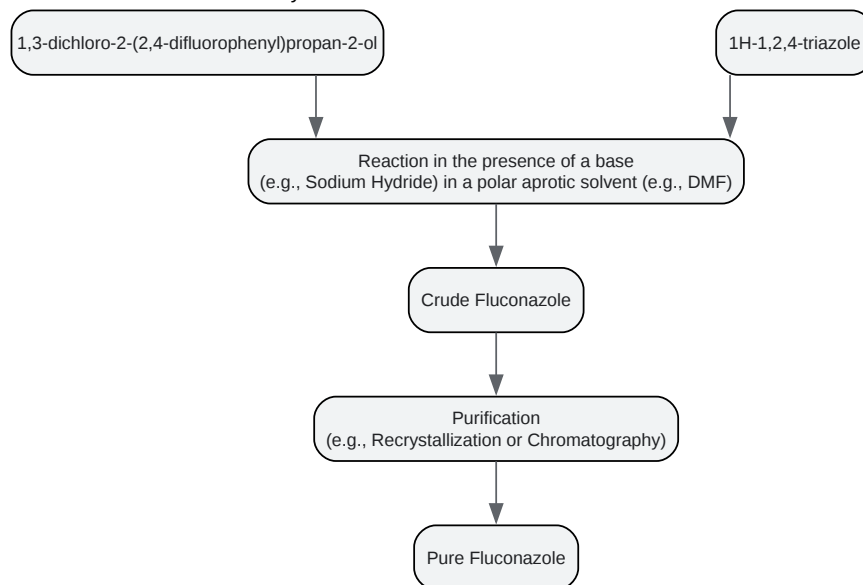 1,3-dichloro-2-(2,4-difluorophenyl)propan-2-ol
1H-1,2,4-triazole
Reaction in the presence of a base
(e.g., Sodium Hydride) in a polar aprotic solvent (e.g., DMF)
Crude Fluconazole
Purification
(e.g., Recrystallization or Chromatography)
Pure Fluconazole